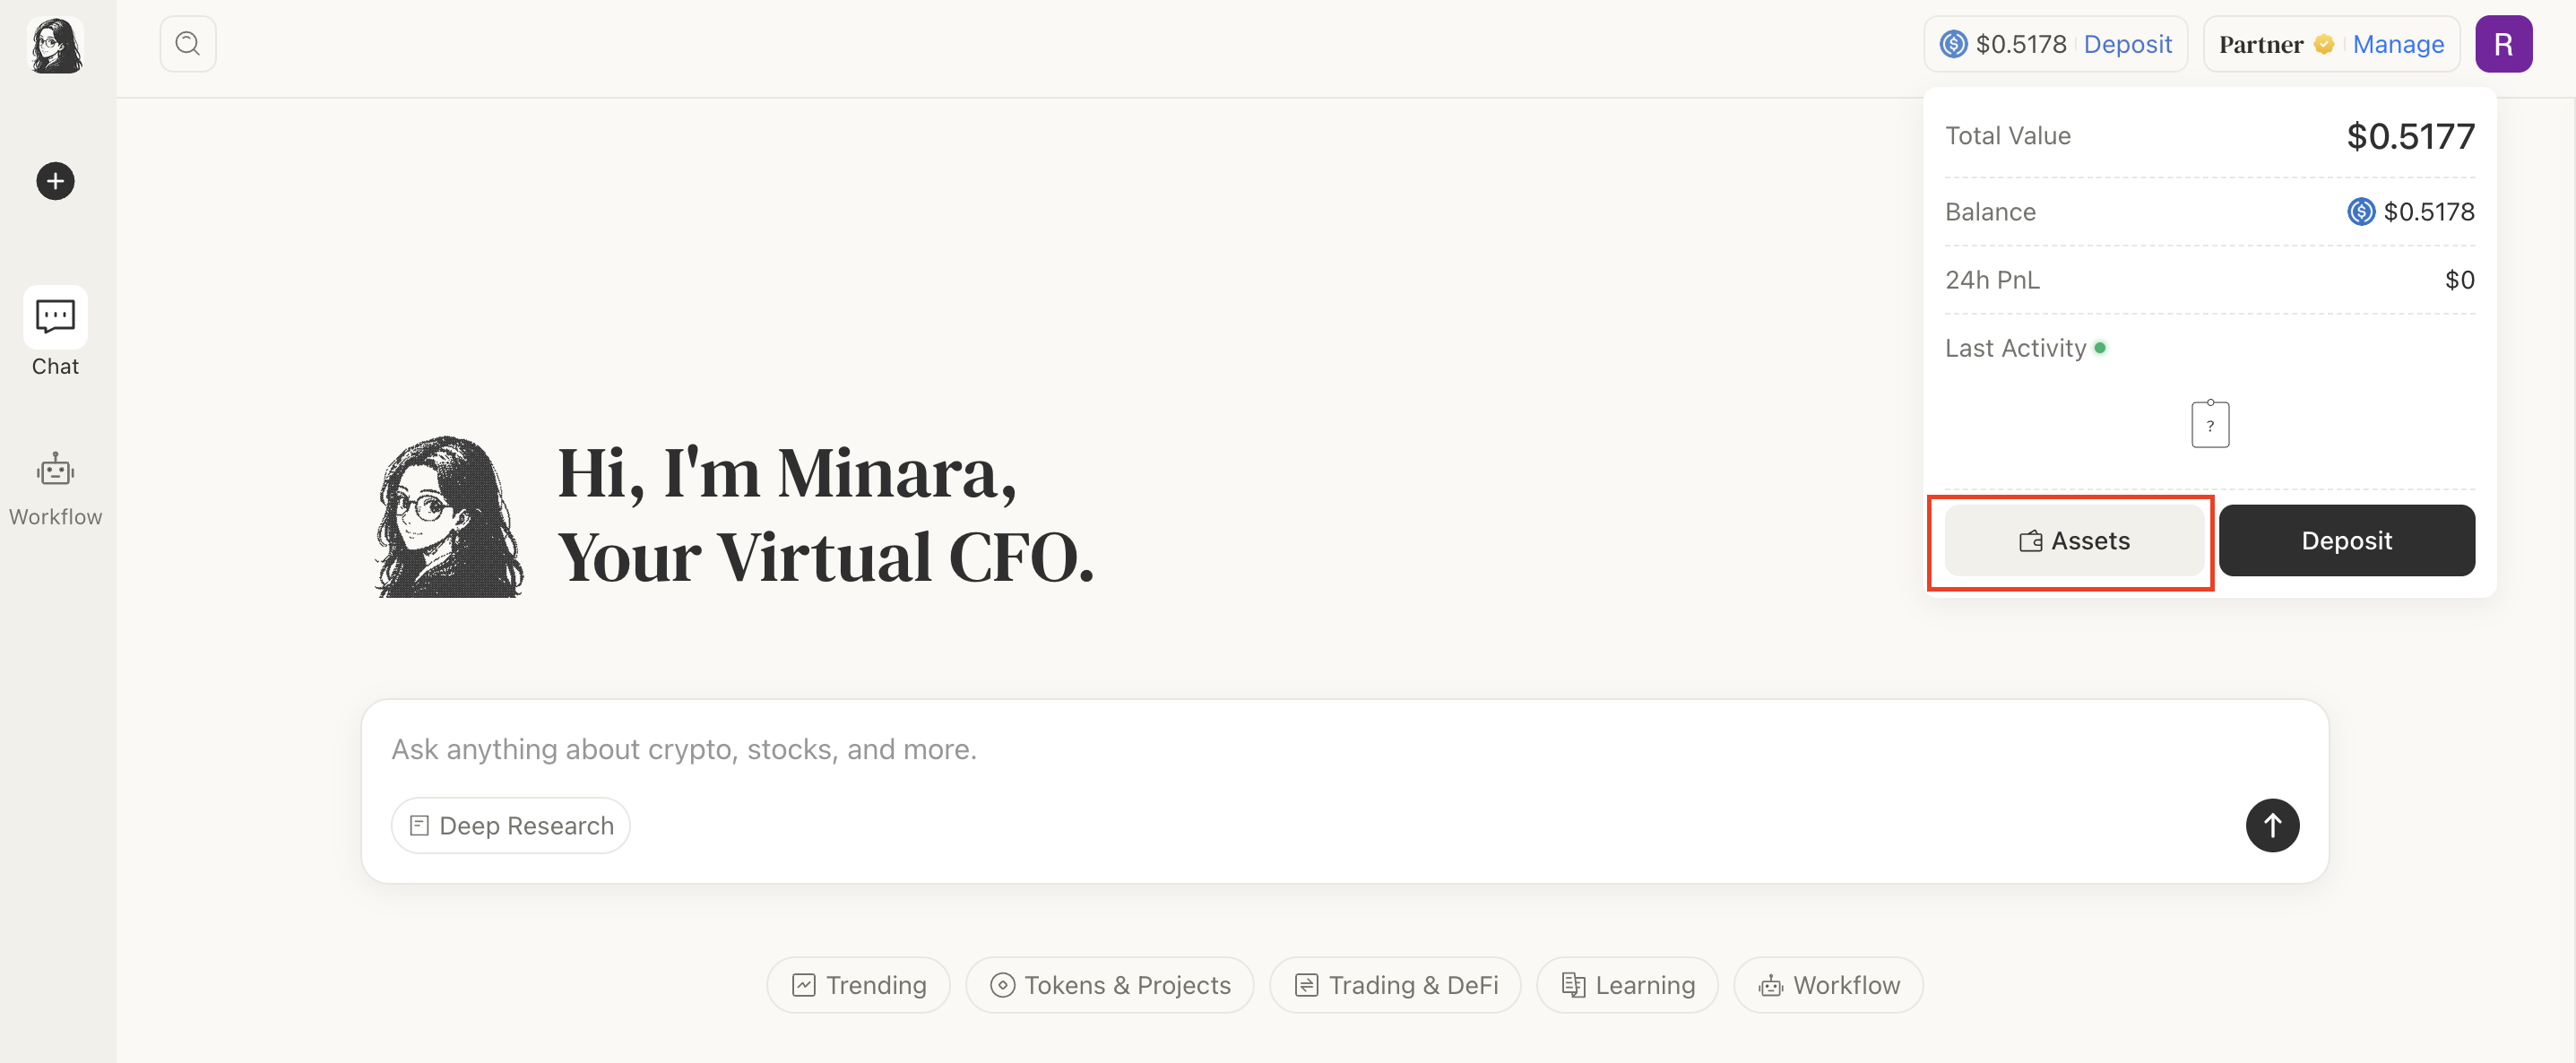 $0.5178 Deposit
Partner Manage
R
Total Value $0.5177
Balance $0.5178
24h PnL $0
Last Activity
?
Assets
Deposit
Chat
Workflow
Hi, I'm Minara,
Your Virtual CFO.
Ask anything about crypto, stocks, and more.
Deep Research
Trending
Tokens & Projects
Trading & DeFi
Learning
Workflow